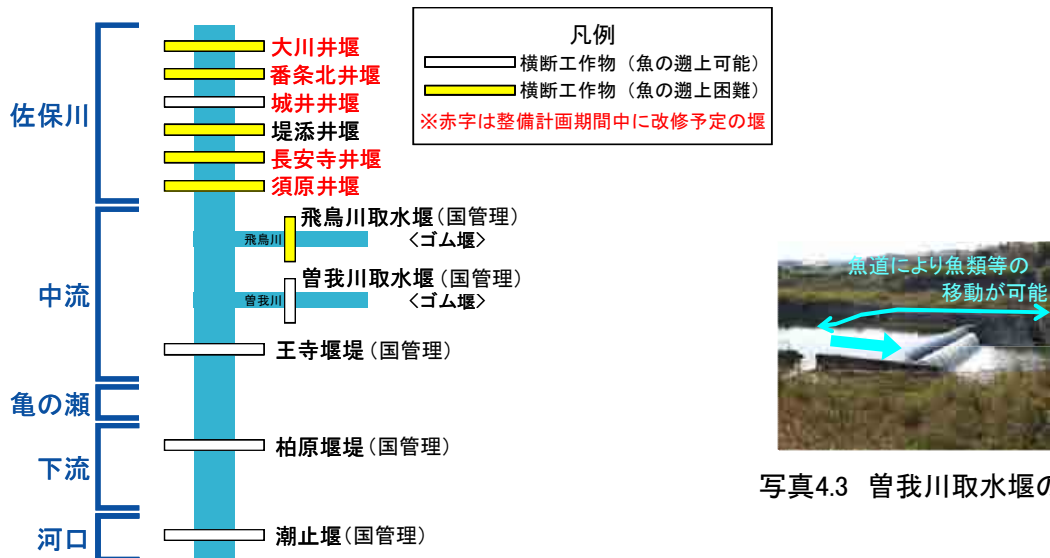 凡例
横断工作物（魚の遡上可能）
横断工作物（魚の遡上困難）
※赤字は整備計画期間中に改修予定の堰
佐保川
大川井堰
番条北井堰
城井井堰
堤添井堰
長安寺井堰
須原井堰
中流
飛鳥川取水堰（国管理）
＜ゴム堰＞
飛鳥川
曽我川取水堰（国管理）
＜ゴム堰＞
曽我川
王寺堰堤（国管理）
亀の瀬
下流
柏原堰堤（国管理）
河口
潮止堰（国管理）
魚道により魚類等の
移動が可能
写真4.3 曽我川取水堰の